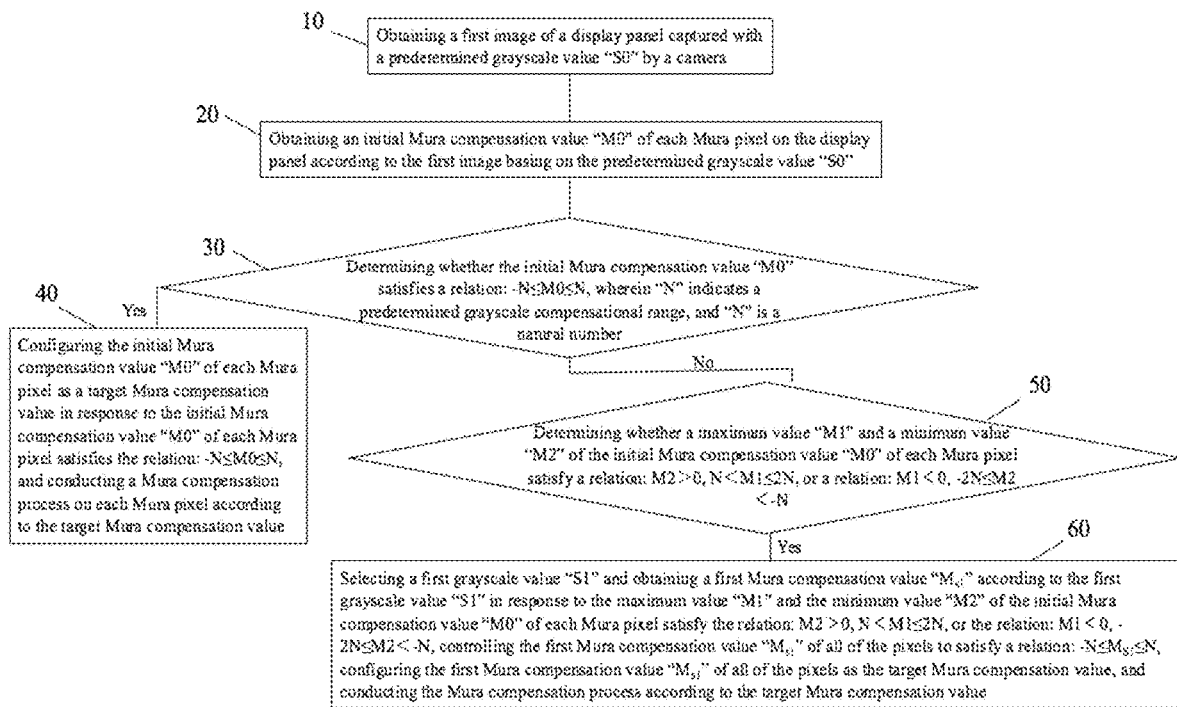 10
Obtaining a first image of a display panel captured with
a predetermined grayscale value “S0” by a camera
20
Obtaining an initial Mura compensation value “M0” of each Mura pixel on the display
panel according to the first image basing on the predetermined grayscale value “S0”
30
Determining whether the initial Mura compensation value “M0”
satisfies a relation: -N≤M0≤N, wherein “N” indicates a
predetermined grayscale compensational range, and “N” is a
natural number
40
Yes
Configuring the initial Mura
compensation value “M0” of each Mura
pixel as a target Mura compensation
value in response to the initial Mura
compensation value “M0” of each Mura
pixel satisfies the relation: -N≤M0≤N,
and conducting a Mura compensation
process on each Mura pixel according
to the target Mura compensation value
No
50
Determining whether a maximum value “M1” and a minimum value
“M2” of the initial Mura compensation value “M0” of each Mura pixel
satisfy a relation: M2>0, N<M1≤2N, or a relation: M1<0, -2N≤M2
<-N
Yes
60
Selecting a first grayscale value “S1” and obtaining a first Mura compensation value “Ms1” according to the first
grayscale value “S1” in response to the maximum value “M1” and the minimum value “M2” of the initial Mura
compensation value “M0” of each Mura pixel satisfy the relation: M2>0, N<M1≤2N, or the relation: M1<0, -
2N≤M2<-N, controlling the first Mura compensation value “Ms1” of all of the pixels to satisfy a relation: -N≤MS1≤N,
configuring the first Mura compensation value “Ms1” of all of the pixels as the target Mura compensation value, and
conducting the Mura compensation process according to the target Mura compensation value